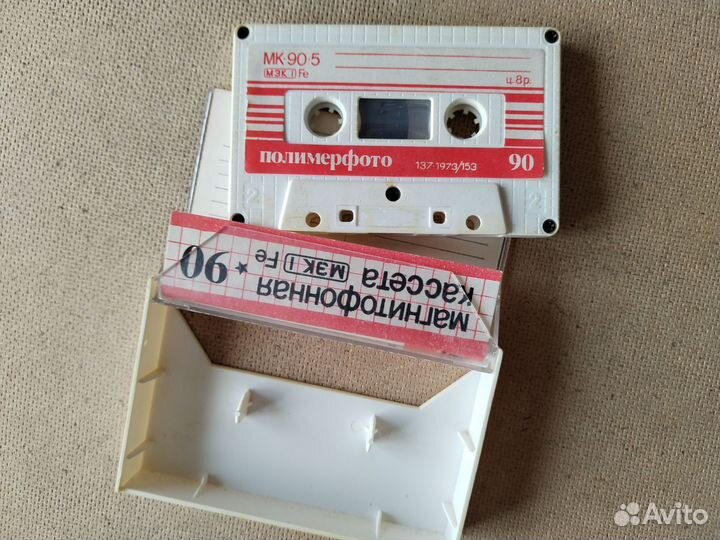 МК·90·5
МЭК I Fe
ц.8р.
полимерфото
137 1973/153
90
2
2
магнитофонная
кассета
МЭК I Fe
★90
Avito